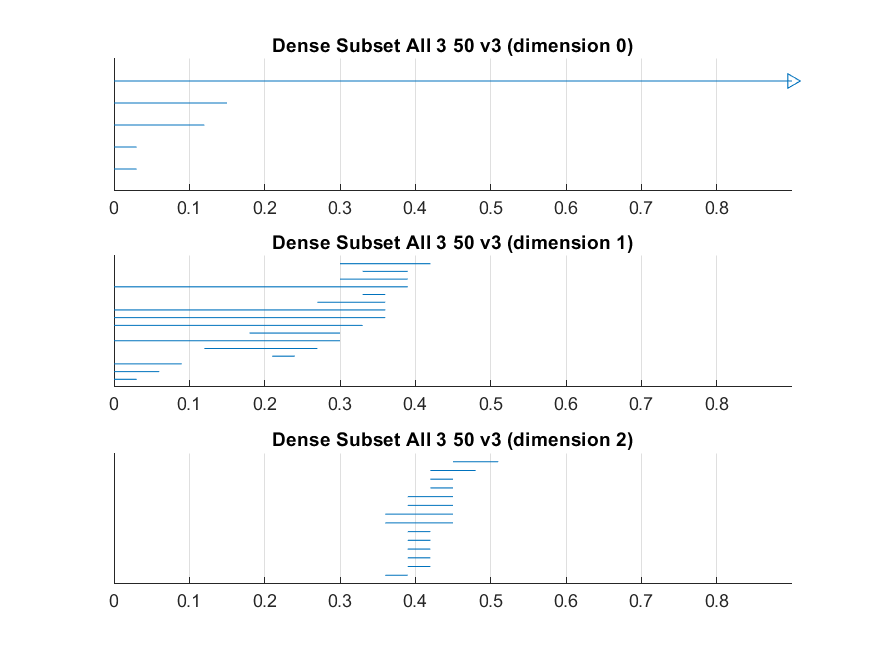 Dense Subset All 3 50 v3 (dimension 0)
0 0.1 0.2 0.3 0.4 0.5 0.6 0.7 0.8
Dense Subset All 3 50 v3 (dimension 1)
0 0.1 0.2 0.3 0.4 0.5 0.6 0.7 0.8
Dense Subset All 3 50 v3 (dimension 2)
0 0.1 0.2 0.3 0.4 0.5 0.6 0.7 0.8